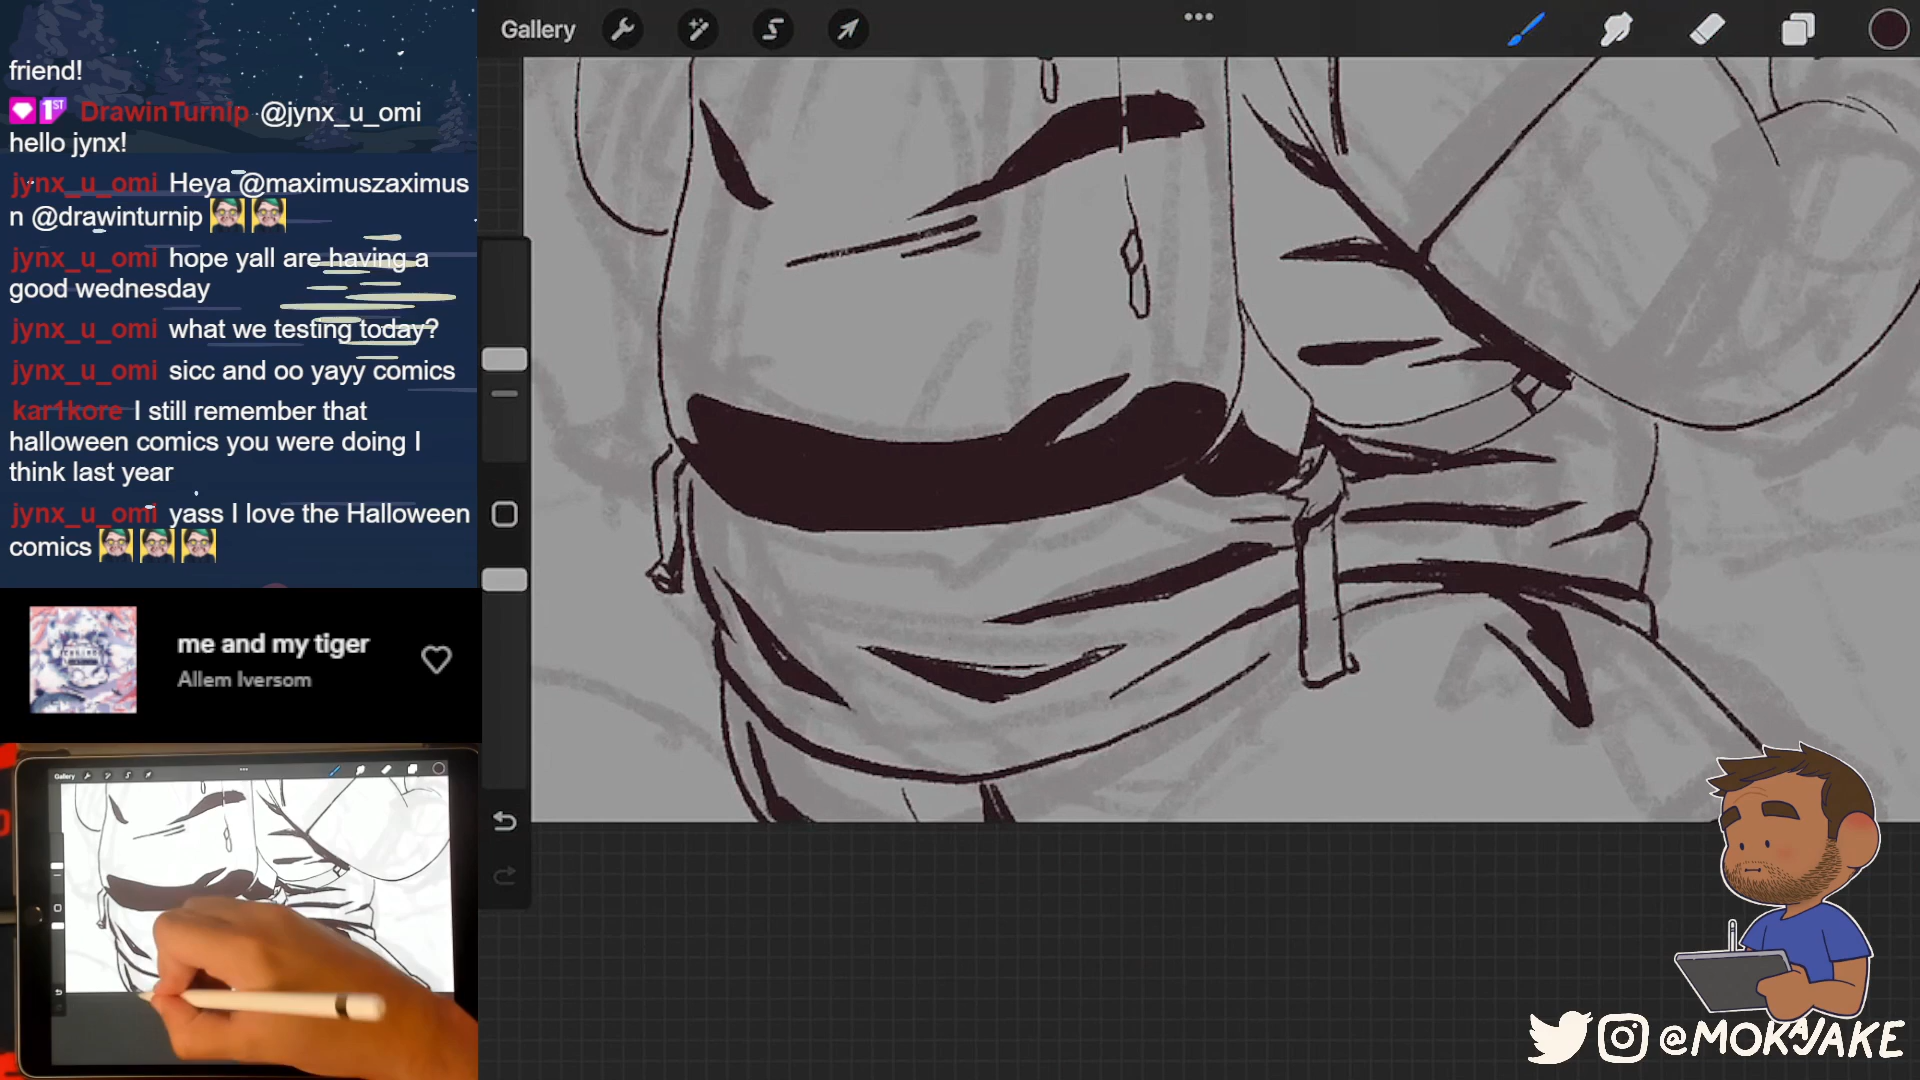 friend!
1ST DrawinTurnip @jynx_u_omi
hello jynx!
jynx_u_omi Heya @maximuszaximus
n @drawinturnip
jynx_u_omi hope yall are having a
good wednesday
jynx_u_omi what we testing today?
jynx_u_omi sicc and oo yayy comics
kar1kore I still remember that
halloween comics you were doing I
think last year
jynx_u_omi yass I love the Halloween
comics
me and my tiger
Allem Iversom
Gallery
Gallery
@MOKAJAKE